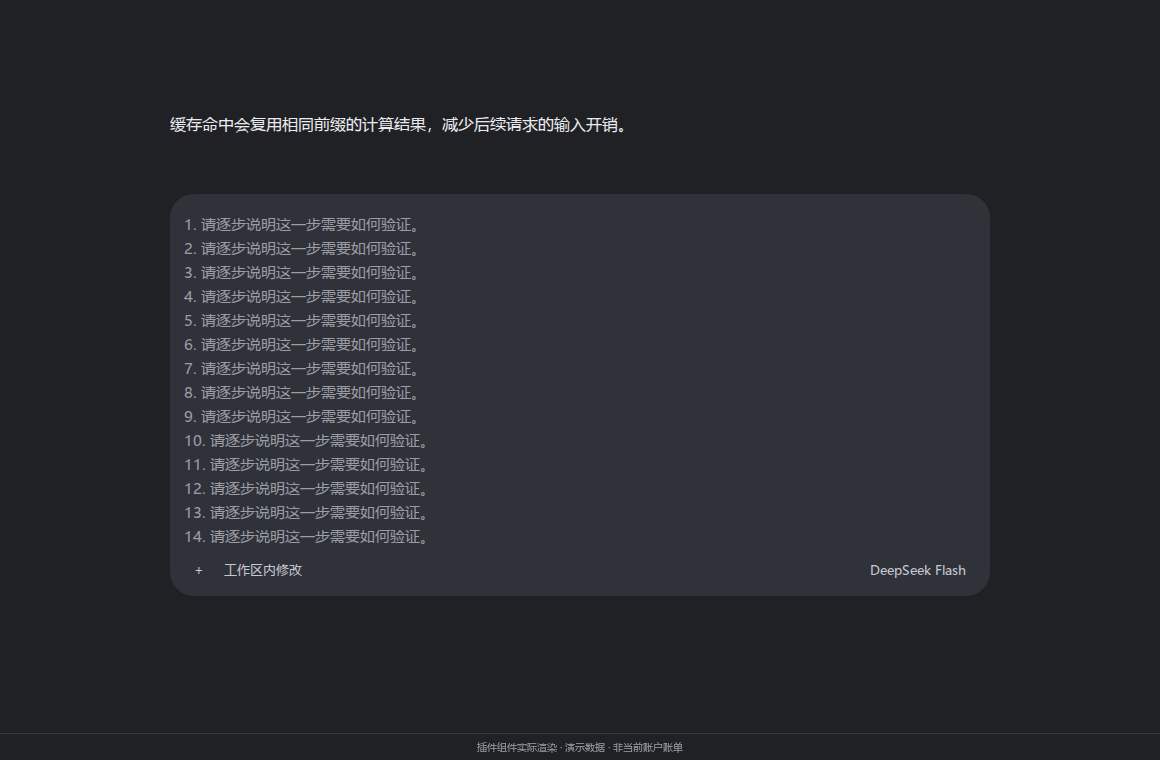 缓存命中会复用相同前缀的计算结果，减少后续请求的输入开销。
1. 请逐步说明这一步需要如何验证。
2. 请逐步说明这一步需要如何验证。
3. 请逐步说明这一步需要如何验证。
4. 请逐步说明这一步需要如何验证。
5. 请逐步说明这一步需要如何验证。
6. 请逐步说明这一步需要如何验证。
7. 请逐步说明这一步需要如何验证。
8. 请逐步说明这一步需要如何验证。
9. 请逐步说明这一步需要如何验证。
10. 请逐步说明这一步需要如何验证。
11. 请逐步说明这一步需要如何验证。
12. 请逐步说明这一步需要如何验证。
13. 请逐步说明这一步需要如何验证。
14. 请逐步说明这一步需要如何验证。
+ 工作区内修改 DeepSeek Flash
插件组件实际渲染 · 演示数据 · 非当前账户账单